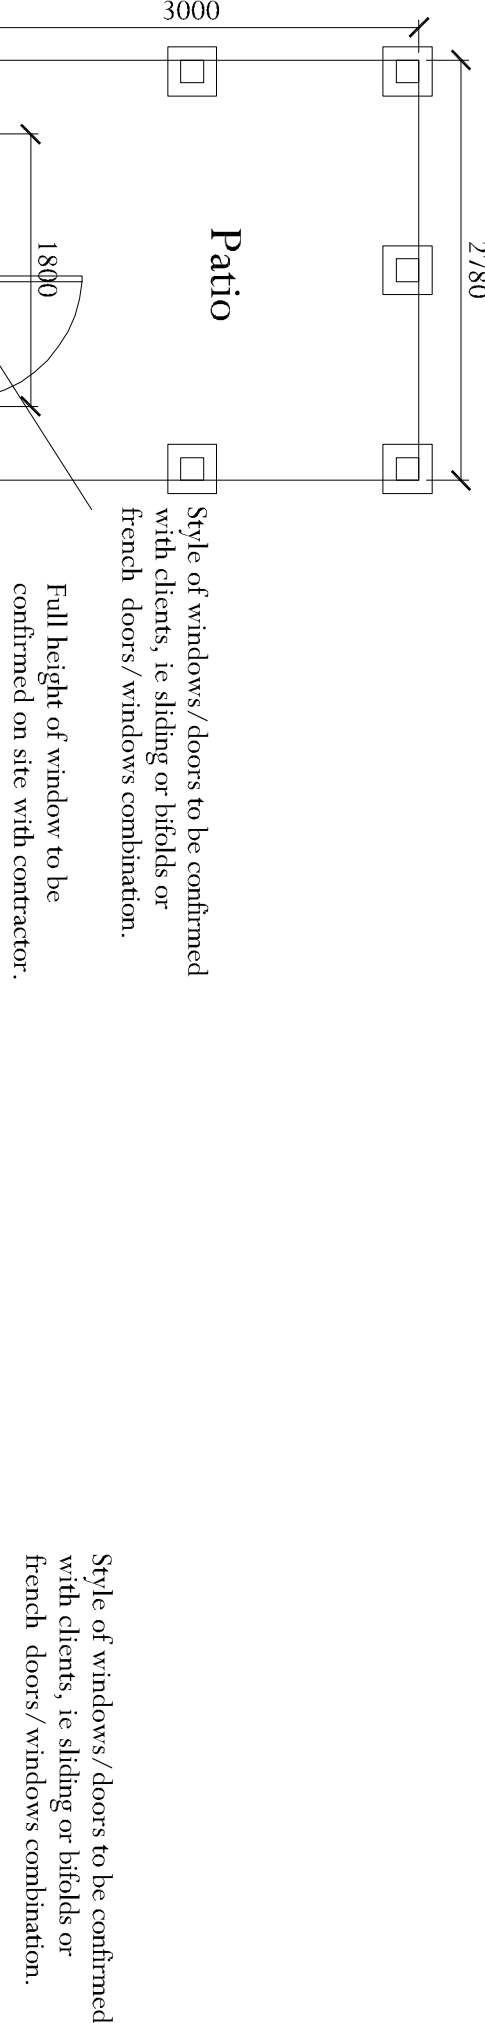 3000
2780
1800
Patio
Style of windows/doors to be confirmed
with clients, ie sliding or bifolds or
french doors/windows combination.
Full height of window to be
confirmed on site with contractor.
Style of windows/doors to be confirmed
with clients, ie sliding or bifolds or
french doors/windows combination.